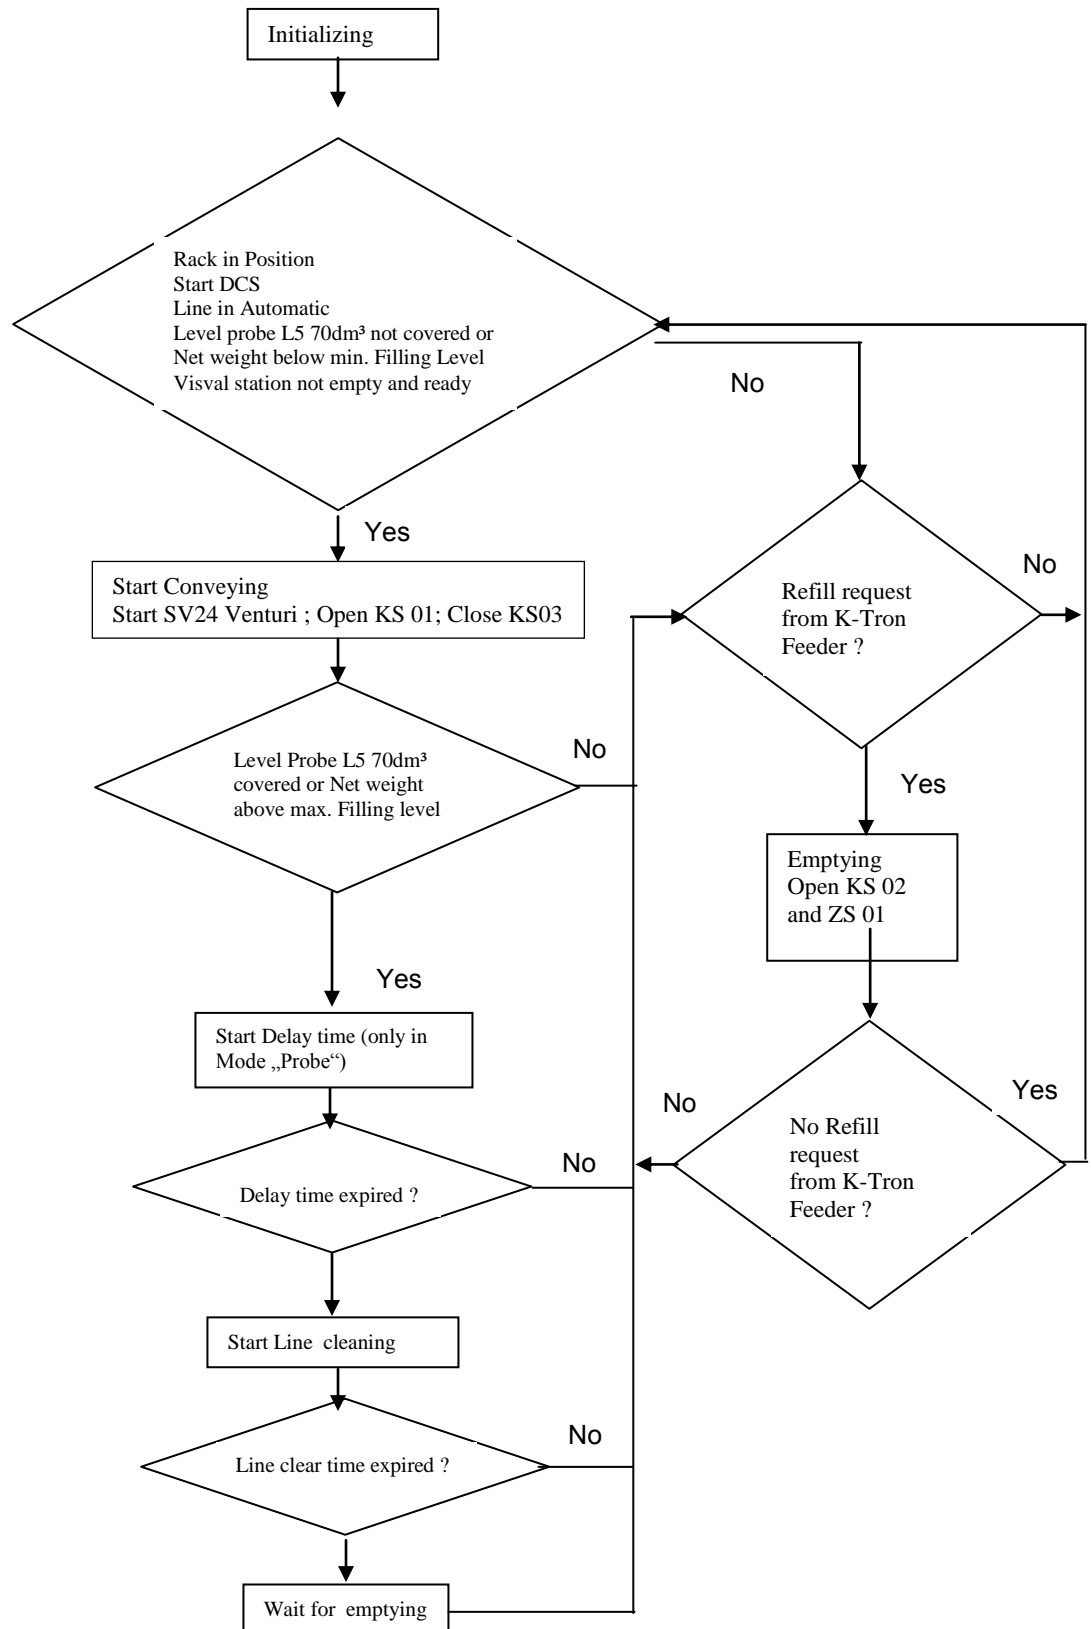 Initializing
Rack in Position
Start DCS
Line in Automatic
Level probe L5 70dm³ not covered or
Net weight below min. Filling Level
Visval station not empty and ready
No
Yes
Start Conveying
Start SV24 Venturi ; Open KS 01; Close KS03
Refill request
from K-Tron
Feeder ?
No
Level Probe L5 70dm³
covered or Net weight
above max. Filling level
No
Yes
Emptying
Open KS 02
and ZS 01
Yes
Start Delay time (only in
Mode „Probe“)
No Refill
request
from K-Tron
Feeder ?
No
Yes
Delay time expired ?
No
Start Line  cleaning
Line clear time expired ?
No
Wait for  emptying